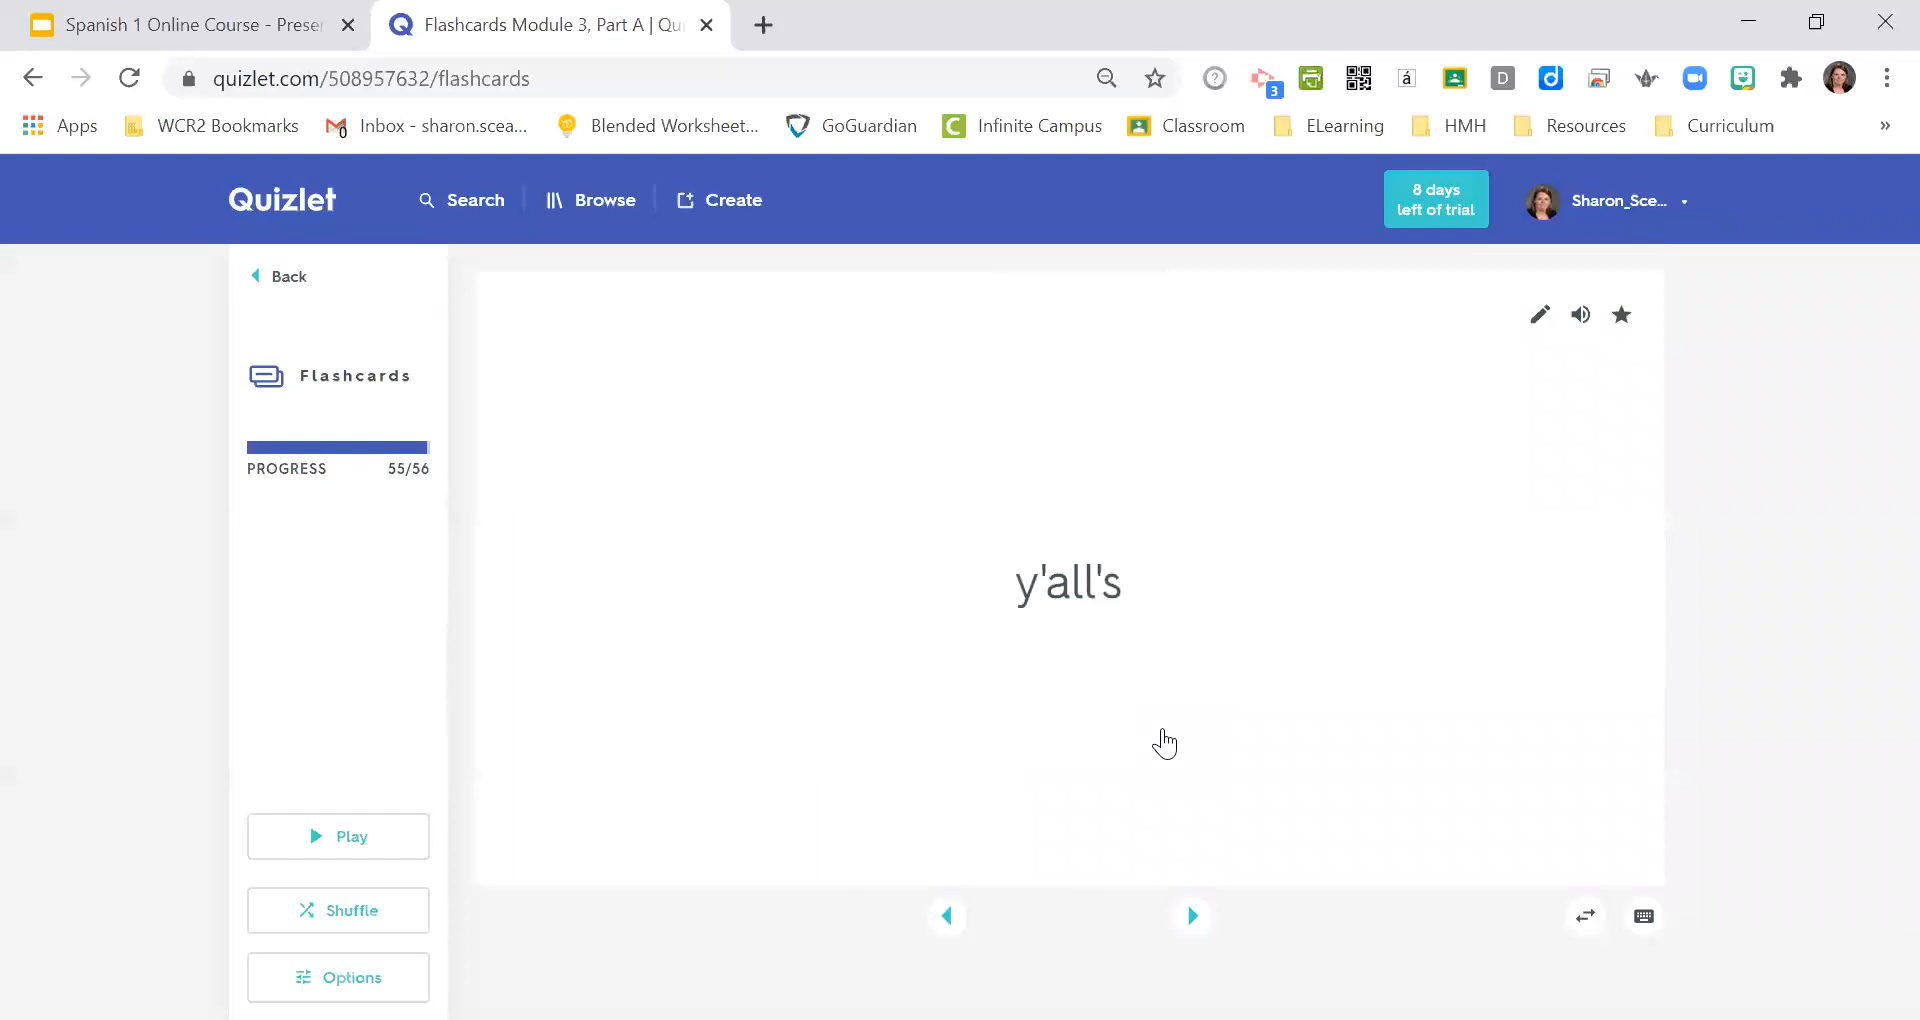 Spanish 1 Online Course - Prese
Flashcards Module 3, Part A | Qu
quizlet.com/508957632/flashcards
3
á
D
Apps
WCR2 Bookmarks
Inbox - sharon.scea...
Blended Worksheet...
GoGuardian
Infinite Campus
Classroom
ELearning
HMH
Resources
Curriculum
»
Quizlet
Search
Browse
Create
8 days
left of trial
Sharon_Sce...
Back
Flashcards
PROGRESS 55/56
y'all's
Play
Shuffle
Options